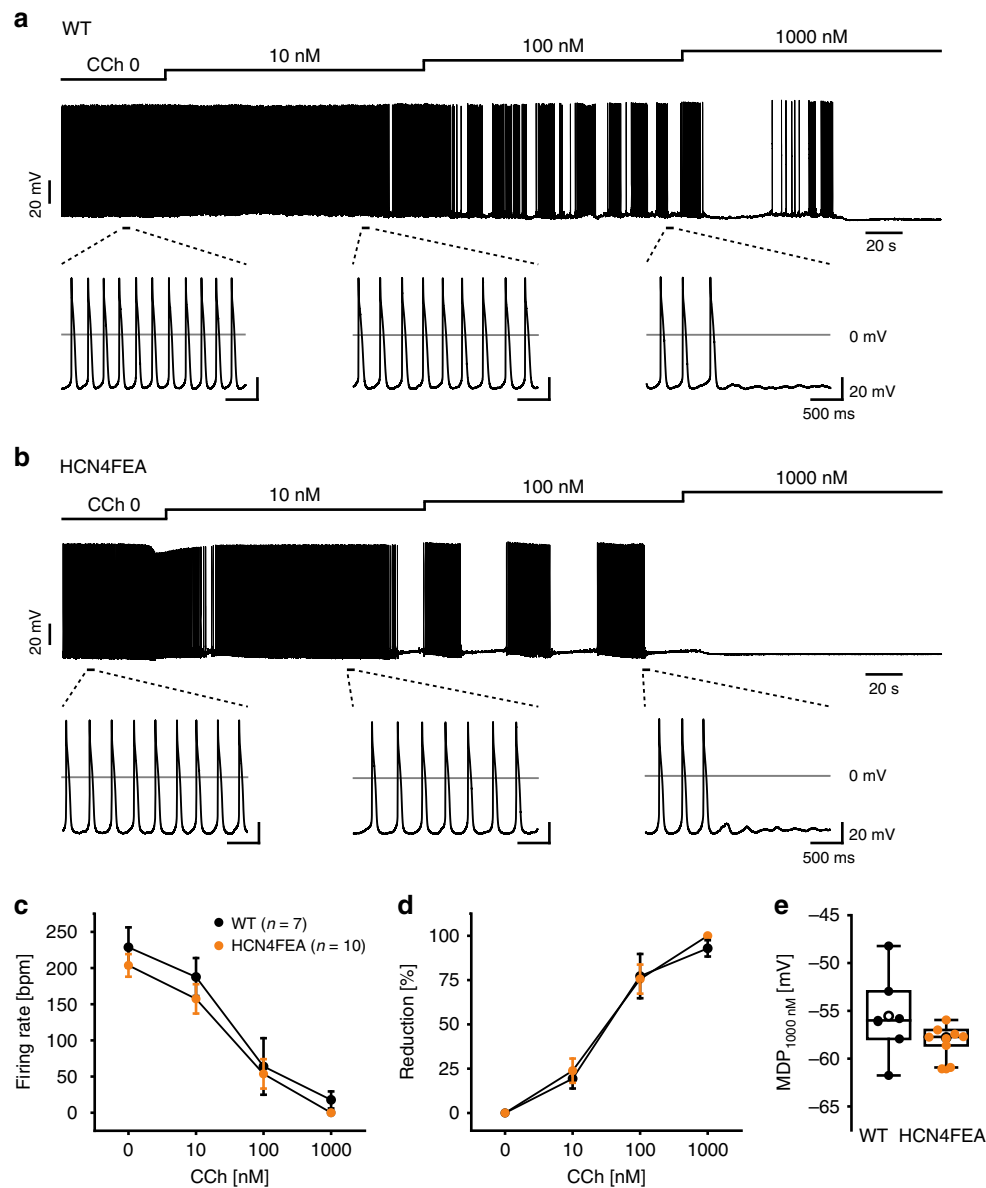 a
WT
CCh 0
10 nM
100 nM
1000 nM
20 mV
20 s
0 mV
20 mV
500 ms
b
HCN4FEA
CCh 0
10 nM
100 nM
1000 nM
20 mV
20 s
0 mV
20 mV
500 ms
c
Firing rate [bpm]
250
200
150
100
50
0
0 10 100 1000
CCh [nM]
WT (n = 7)
HCN4FEA (n = 10)
d
Reduction [%]
100
75
50
25
0
0 10 100 1000
CCh [nM]
e
MDP1000 nM [mV]
−45
−50
−55
−60
−65
WT HCN4FEA